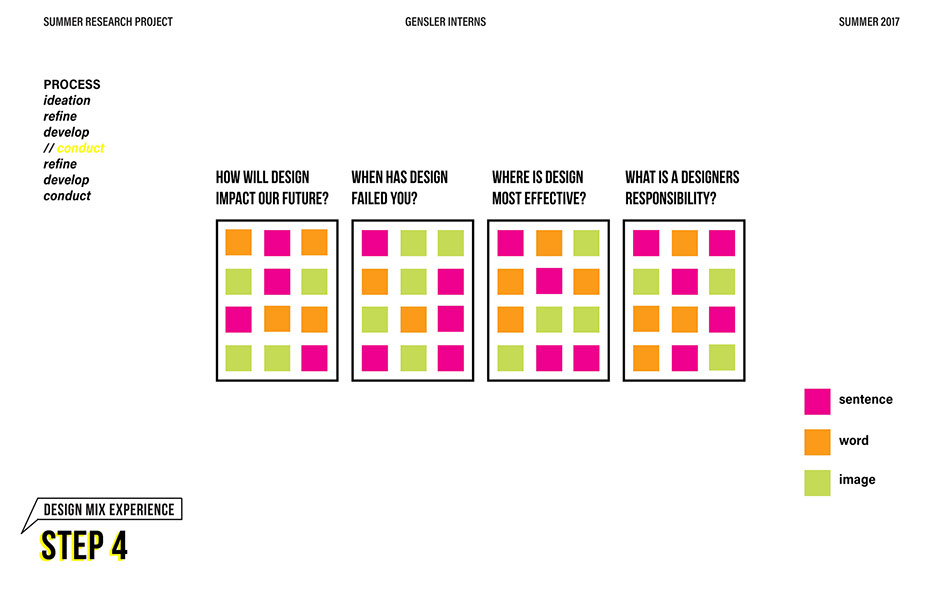 SUMMER RESEARCH PROJECT
GENSLER INTERNS
SUMMER 2017
PROCESS
ideation
refine
develop
// conduct
refine
develop
conduct
HOW WILL DESIGN
IMPACT OUR FUTURE?
WHEN HAS DESIGN
FAILED YOU?
WHERE IS DESIGN
MOST EFFECTIVE?
WHAT IS A DESIGNERS
RESPONSIBILITY?
sentence
word
image
DESIGN MIX EXPERIENCE
STEP 4